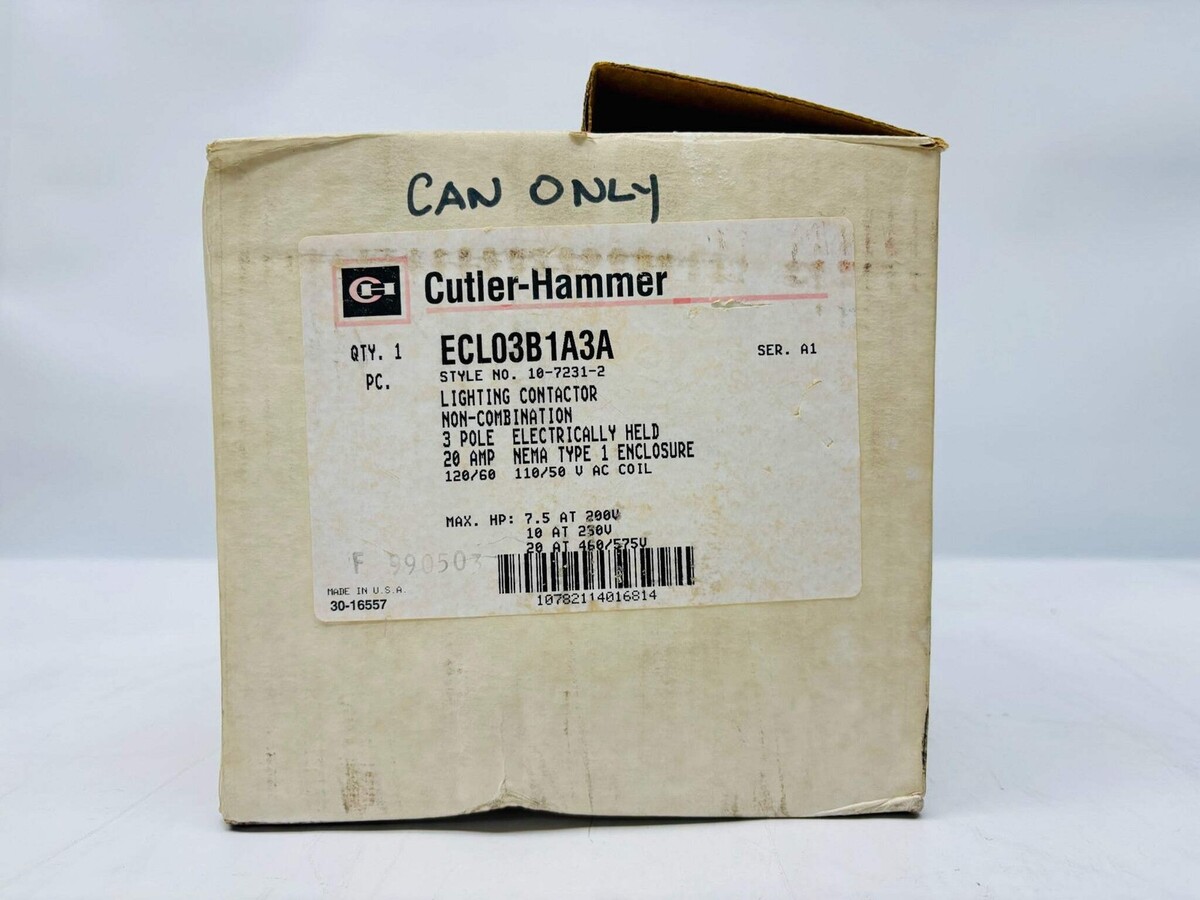 CAN ONLY
CH
Cutler-Hammer
QTY. 1 ECL03B1A3A SER. A1
PC. STYLE NO. 10-7231-2
LIGHTING CONTACTOR
NON-COMBINATION
3 POLE ELECTRICALLY HELD
20 AMP NEMA TYPE 1 ENCLOSURE
120/60 110/50 V AC COIL
MAX. HP: 7.5 AT 200V
10 AT 230V
20 AT 460/575V
F 990503
MADE IN U.S.A.
30-16557
10782114016814